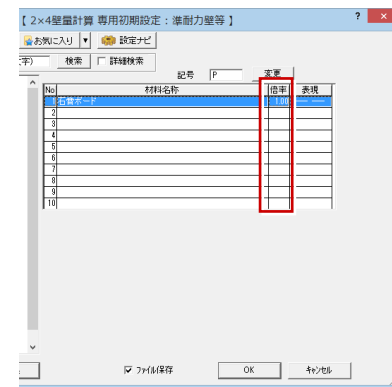 【 2×4壁量計算 専用初期設定：準耐力壁等 】 ? ×
お気に入り ▼ 設定ナビ
字) 検索 詳細検索
記号 P 変更
No 材料名称 倍率 表現
1 石膏ボード 1.00
2
3
4
5
6
7
8
9
10
ファイル保存 OK キャンセル